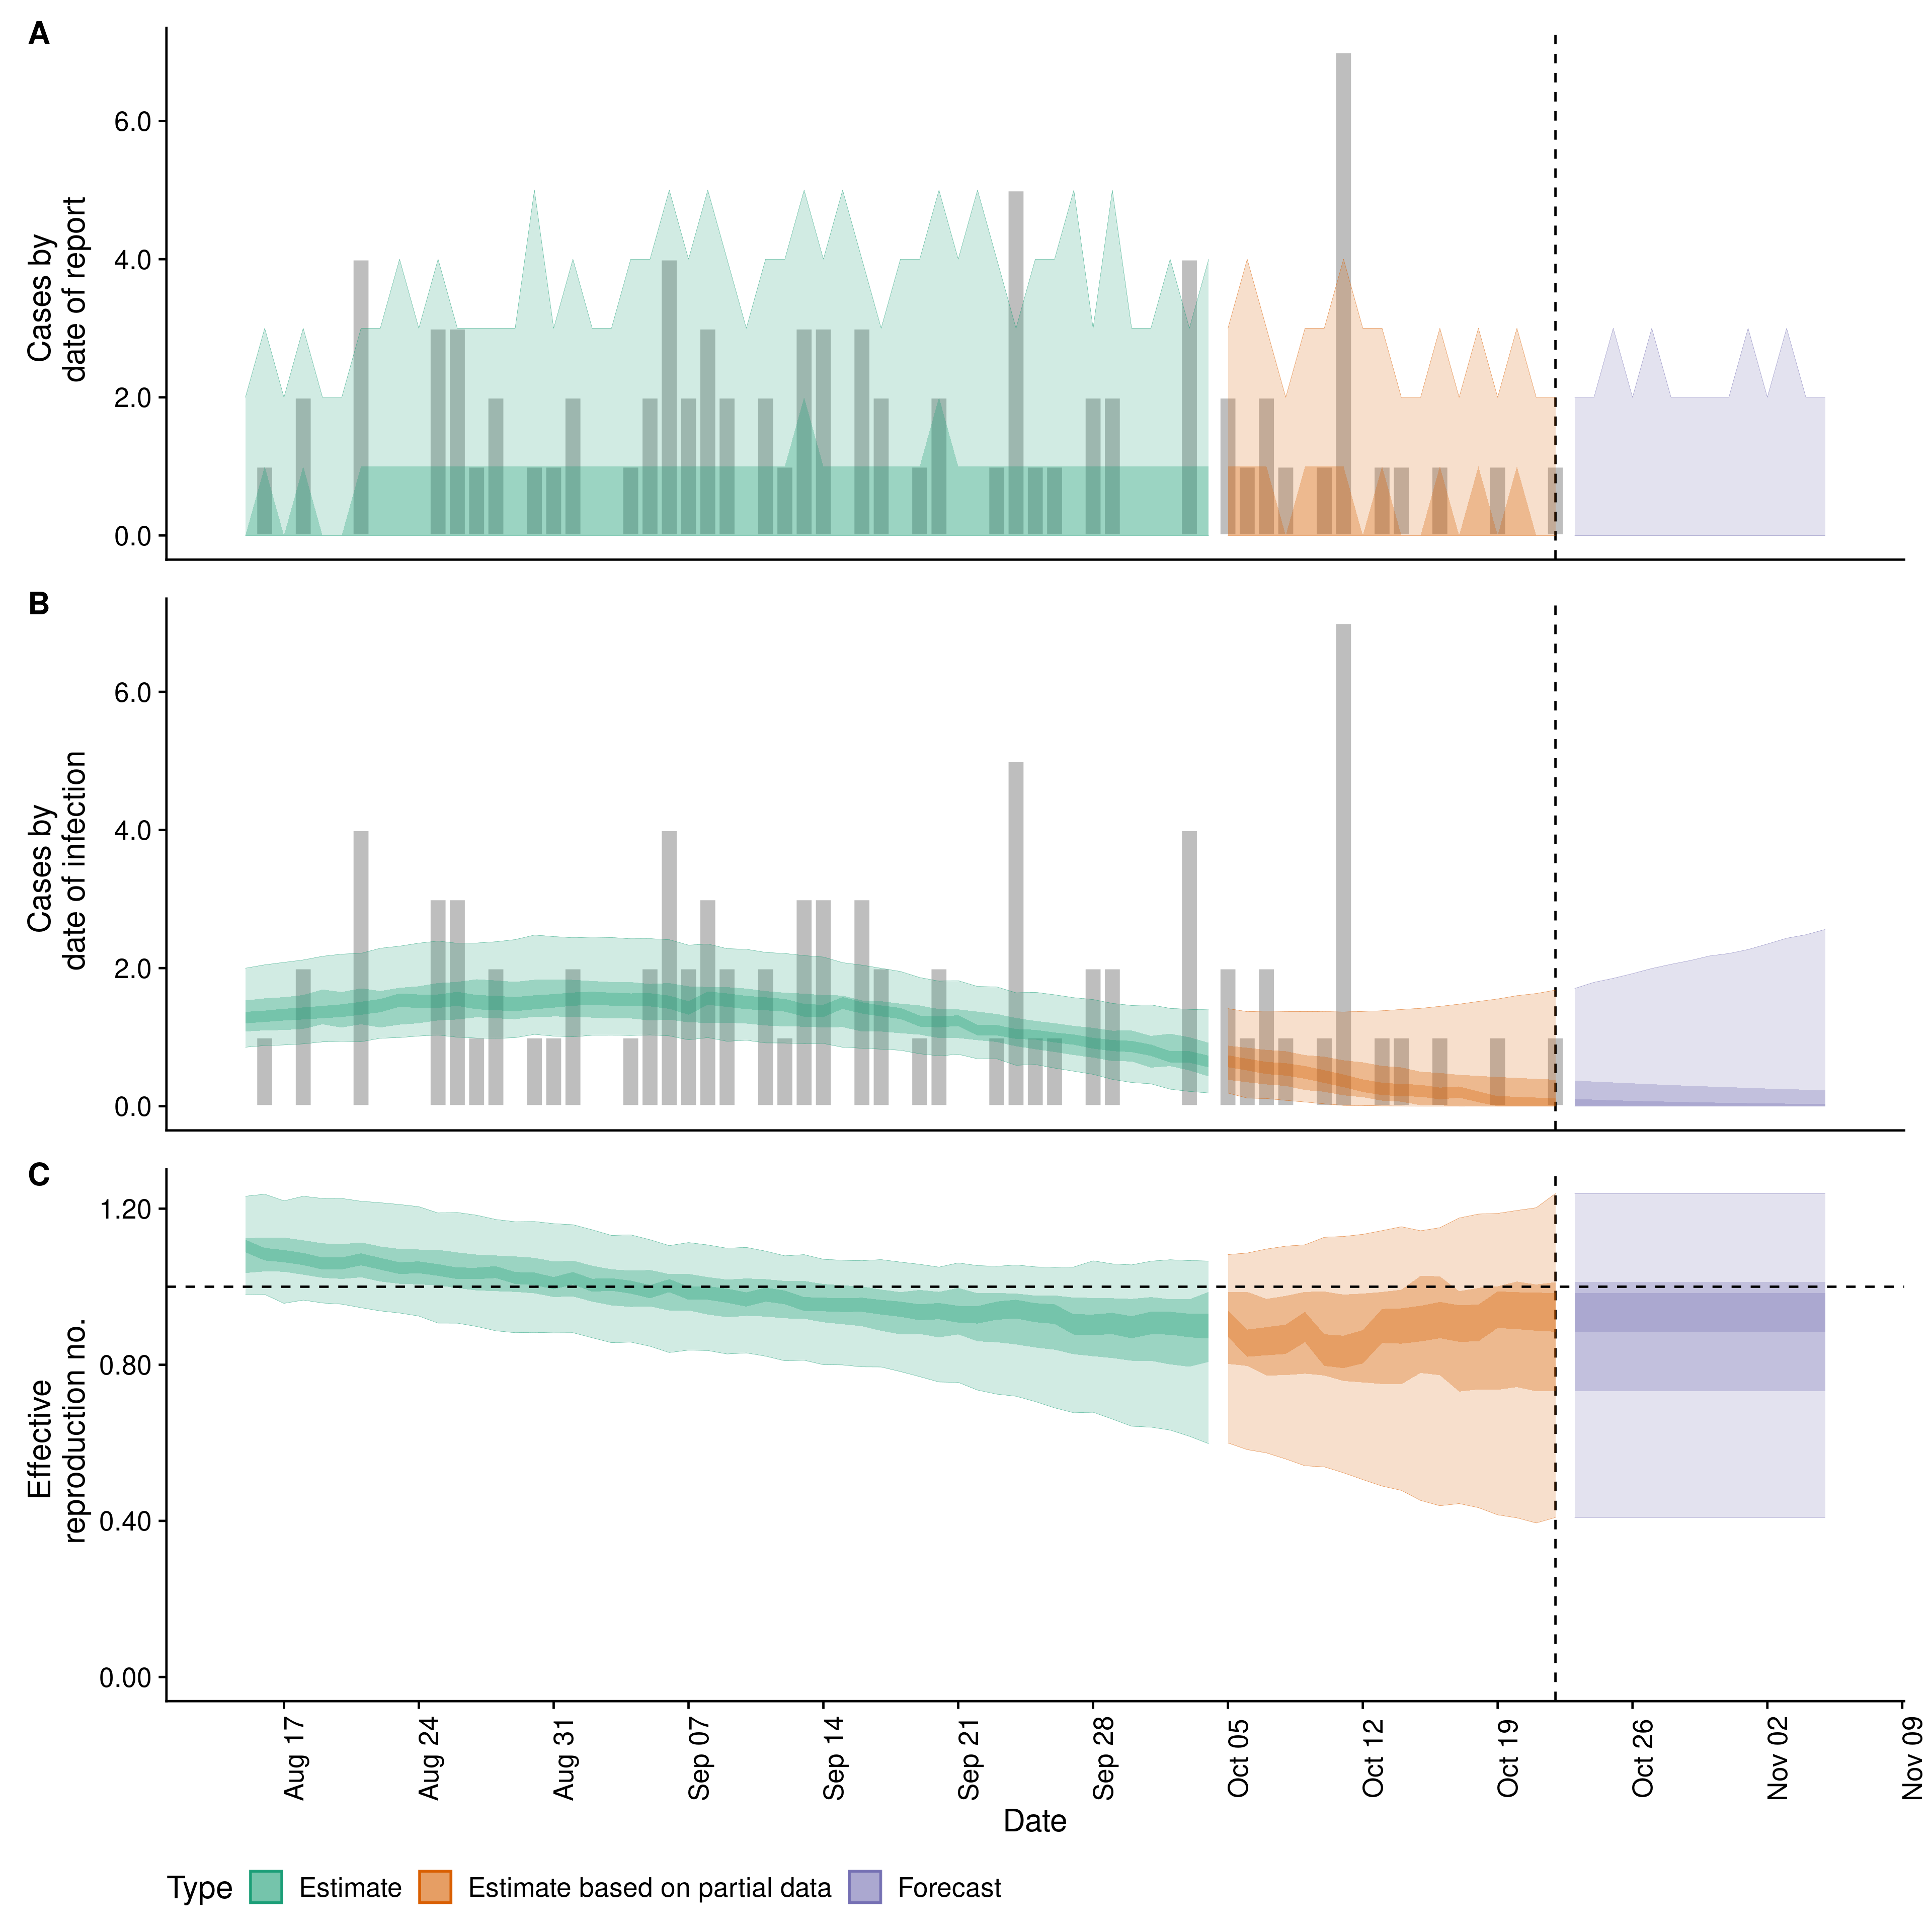 A
Cases by
date of report
6.0
4.0
2.0
0.0
B
Cases by
date of infection
6.0
4.0
2.0
0.0
C
Effective
reproduction no.
1.20
0.80
0.40
0.00
Aug 17
Aug 24
Aug 31
Sep 07
Sep 14
Sep 21
Sep 28
Oct 05
Oct 12
Oct 19
Oct 26
Nov 02
Nov 09
Date
Type Estimate Estimate based on partial data Forecast